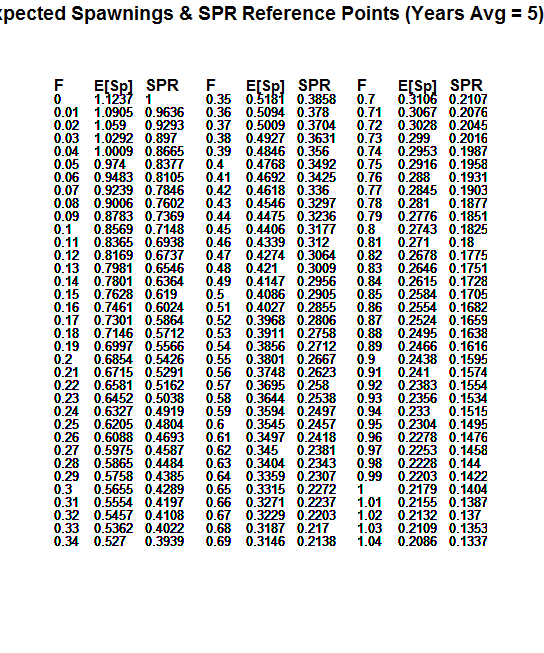 xpected Spawnings & SPR Reference Points (Years Avg = 5)
F E[Sp] SPR F E[Sp] SPR F E[Sp] SPR
0 1.1237 1 0.35 0.5181 0.3858 0.7 0.3106 0.2107
0.01 1.0905 0.9636 0.36 0.5094 0.378 0.71 0.3067 0.2076
0.02 1.059 0.9293 0.37 0.5009 0.3704 0.72 0.3028 0.2045
0.03 1.0292 0.897 0.38 0.4927 0.3631 0.73 0.299 0.2016
0.04 1.0009 0.8665 0.39 0.4846 0.356 0.74 0.2953 0.1987
0.05 0.974 0.8377 0.4 0.4768 0.3492 0.75 0.2916 0.1958
0.06 0.9483 0.8105 0.41 0.4692 0.3425 0.76 0.288 0.1931
0.07 0.9239 0.7846 0.42 0.4618 0.336 0.77 0.2845 0.1903
0.08 0.9006 0.7602 0.43 0.4546 0.3297 0.78 0.281 0.1877
0.09 0.8783 0.7369 0.44 0.4475 0.3236 0.79 0.2776 0.1851
0.1 0.8569 0.7148 0.45 0.4406 0.3177 0.8 0.2743 0.1825
0.11 0.8365 0.6938 0.46 0.4339 0.312 0.81 0.271 0.18
0.12 0.8169 0.6737 0.47 0.4274 0.3064 0.82 0.2678 0.1775
0.13 0.7981 0.6546 0.48 0.421 0.3009 0.83 0.2646 0.1751
0.14 0.7801 0.6364 0.49 0.4147 0.2956 0.84 0.2615 0.1728
0.15 0.7628 0.619 0.5 0.4086 0.2905 0.85 0.2584 0.1705
0.16 0.7461 0.6024 0.51 0.4027 0.2855 0.86 0.2554 0.1682
0.17 0.7301 0.5864 0.52 0.3968 0.2806 0.87 0.2524 0.1659
0.18 0.7146 0.5712 0.53 0.3911 0.2758 0.88 0.2495 0.1638
0.19 0.6997 0.5566 0.54 0.3856 0.2712 0.89 0.2466 0.1616
0.2 0.6854 0.5426 0.55 0.3801 0.2667 0.9 0.2438 0.1595
0.21 0.6715 0.5291 0.56 0.3748 0.2623 0.91 0.241 0.1574
0.22 0.6581 0.5162 0.57 0.3695 0.258 0.92 0.2383 0.1554
0.23 0.6452 0.5038 0.58 0.3644 0.2538 0.93 0.2356 0.1534
0.24 0.6327 0.4919 0.59 0.3594 0.2497 0.94 0.233 0.1515
0.25 0.6205 0.4804 0.6 0.3545 0.2457 0.95 0.2304 0.1495
0.26 0.6088 0.4693 0.61 0.3497 0.2418 0.96 0.2278 0.1476
0.27 0.5975 0.4587 0.62 0.345 0.2381 0.97 0.2253 0.1458
0.28 0.5865 0.4484 0.63 0.3404 0.2343 0.98 0.2228 0.144
0.29 0.5758 0.4385 0.64 0.3359 0.2307 0.99 0.2203 0.1422
0.3 0.5655 0.4289 0.65 0.3315 0.2272 1 0.2179 0.1404
0.31 0.5554 0.4197 0.66 0.3271 0.2237 1.01 0.2155 0.1387
0.32 0.5457 0.4108 0.67 0.3229 0.2203 1.02 0.2132 0.137
0.33 0.5362 0.4022 0.68 0.3187 0.217 1.03 0.2109 0.1353
0.34 0.527 0.3939 0.69 0.3146 0.2138 1.04 0.2086 0.1337